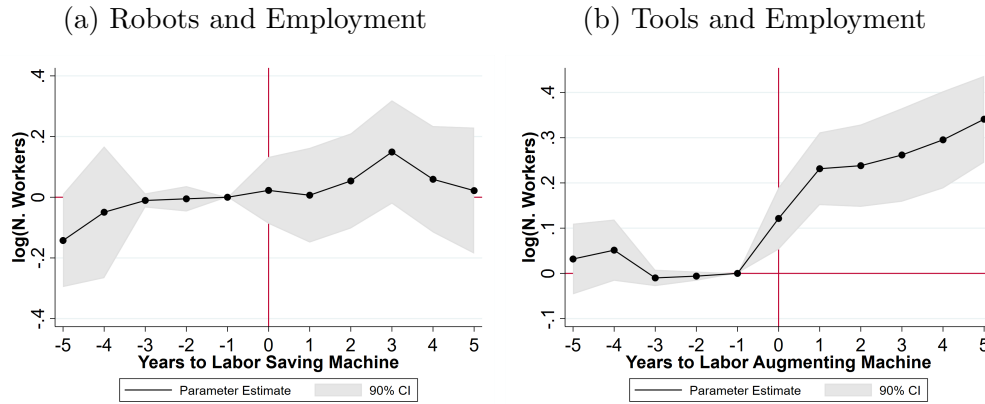 (a) Robots and Employment
log(N. Workers)
.4
.2
0
-.2
-.4
-5 -4 -3 -2 -1 0 1 2 3 4 5
Years to Labor Saving Machine
Parameter Estimate 90% CI
(b) Tools and Employment
log(N. Workers)
.4
.3
.2
.1
0
-.1
-5 -4 -3 -2 -1 0 1 2 3 4 5
Years to Labor Augmenting Machine
Parameter Estimate 90% CI